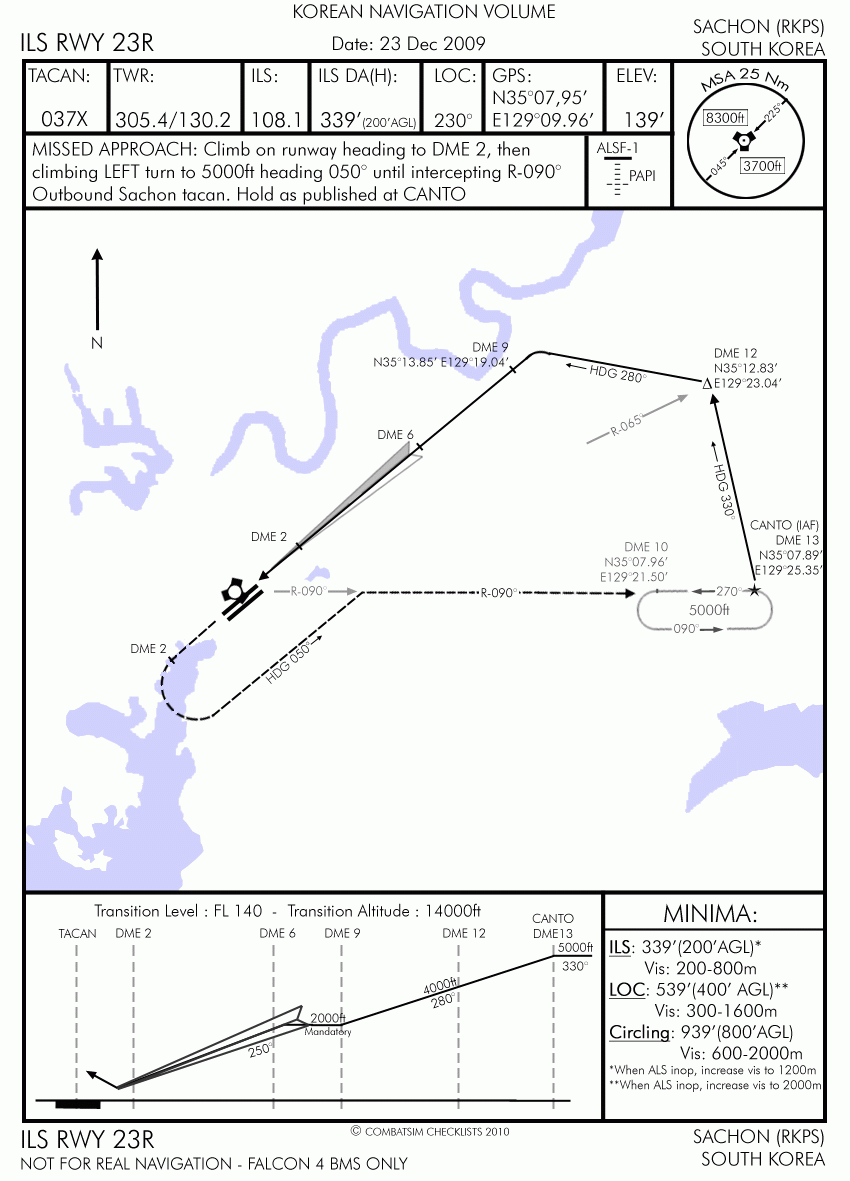 KOREAN NAVIGATION VOLUME
ILS RWY 23R
Date: 23 Dec 2009
SACHON (RKPS)
SOUTH KOREA
TACAN:
037X
TWR:
305.4/130.2
ILS:
108.1
ILS DA(H):
339’(200’AGL)
LOC:
230°
GPS:
N35°07,95’
E129°09.96’
ELEV:
139’
MISSED APPROACH: Climb on runway heading to DME 2, then
climbing LEFT turn to 5000ft heading 050° until intercepting R-090°
Outbound Sachon tacan. Hold as published at CANTO
ALSF-1
PAPI
MSA 25 Nm
8300ft
225°
045°
3700ft
N
DME 9
N35°13.85’ E129°19.04’
HDG 280°
DME 12
N35°12.83’
E129°23.04’
R-065°
DME 6
HDG 330°
DME 2
CANTO (IAF)
DME 13
N35°07.89’
E129°25.35’
DME 10
N35°07.96’
E129°21.50’
R-090°
R-090°
270°
5000ft
090°
DME 2
HDG 050°
Transition Level : FL 140 - Transition Altitude : 14000ft
TACAN
DME 2
DME 6
DME 9
DME 12
CANTO
DME13
5000ft
330°
4000ft
280°
2000ft
Mandatory
250°
MINIMA:
ILS: 339’(200’AGL)*
Vis: 200-800m
LOC: 539’(400’ AGL)**
Vis: 300-1600m
Circling: 939’(800’AGL)
Vis: 600-2000m
*When ALS inop, increase vis to 1200m
**When ALS inop, increase vis to 2000m
ILS RWY 23R
© COMBATSIM CHECKLISTS 2010
SACHON (RKPS)
NOT FOR REAL NAVIGATION - FALCON 4 BMS ONLY
SOUTH KOREA